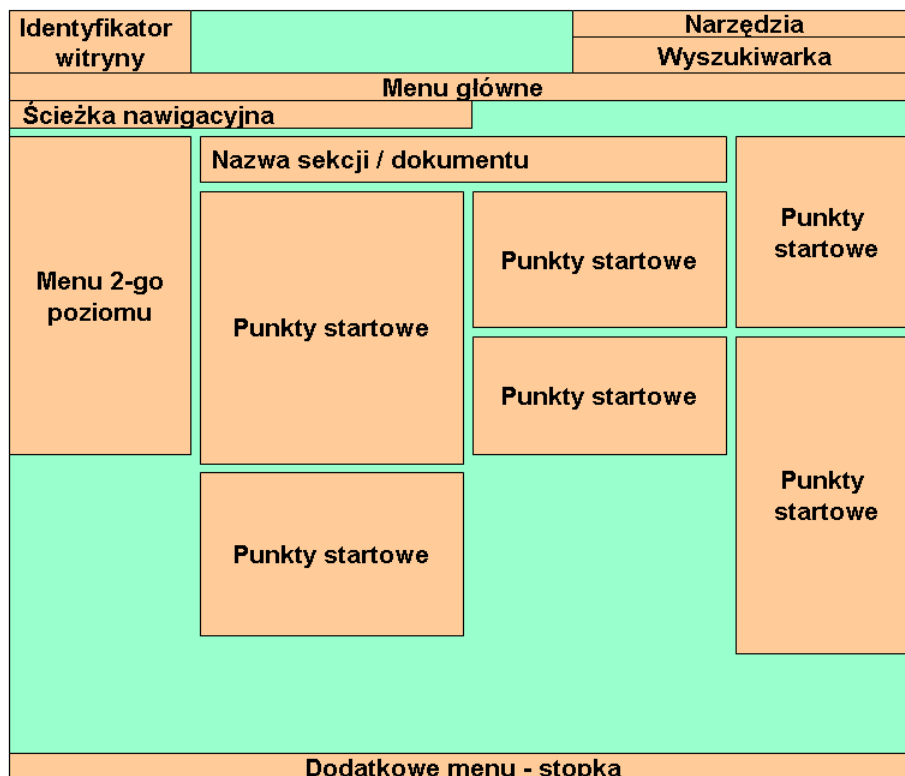 Identyfikator
witryny
Narzędzia
Wyszukiwarka
Menu główne
Ścieżka nawigacyjna
Menu 2-go
poziomu
Nazwa sekcji / dokumentu
Punkty startowe
Punkty startowe
Punkty startowe
Punkty startowe
Punkty
startowe
Punkty
startowe
Dodatkowe menu - stopka